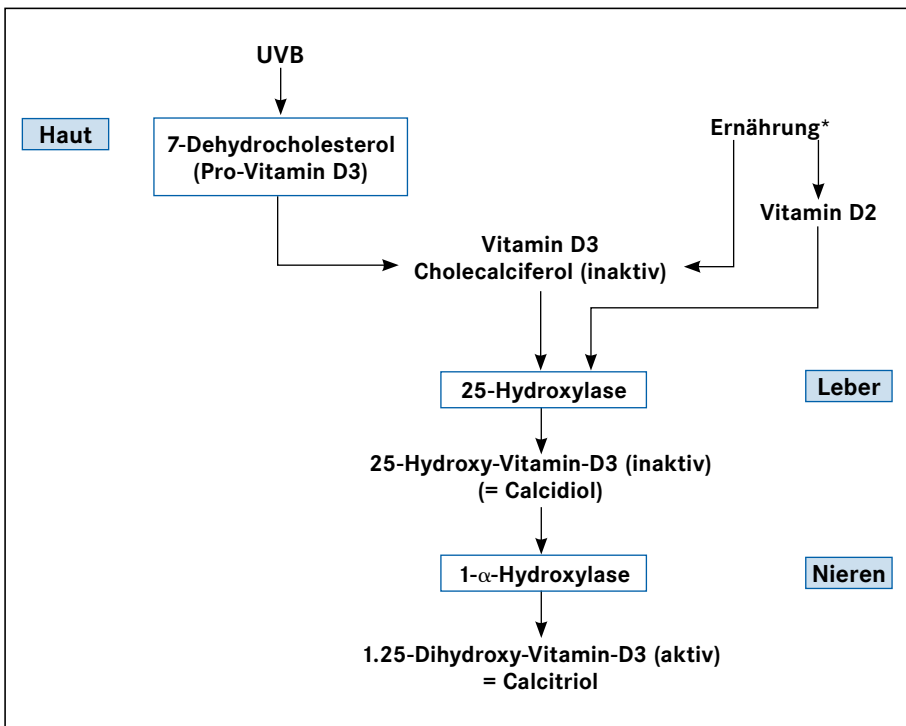 UVB
Haut
7-Dehydrocholesterol
(Pro-Vitamin D3)
Ernährung*
Vitamin D2
Vitamin D3
Cholecalciferol (inaktiv)
25-Hydroxylase
Leber
25-Hydroxy-Vitamin-D3 (inaktiv)
(= Calcidiol)
1-α-Hydroxylase
Nieren
1.25-Dihydroxy-Vitamin-D3 (aktiv)
= Calcitriol